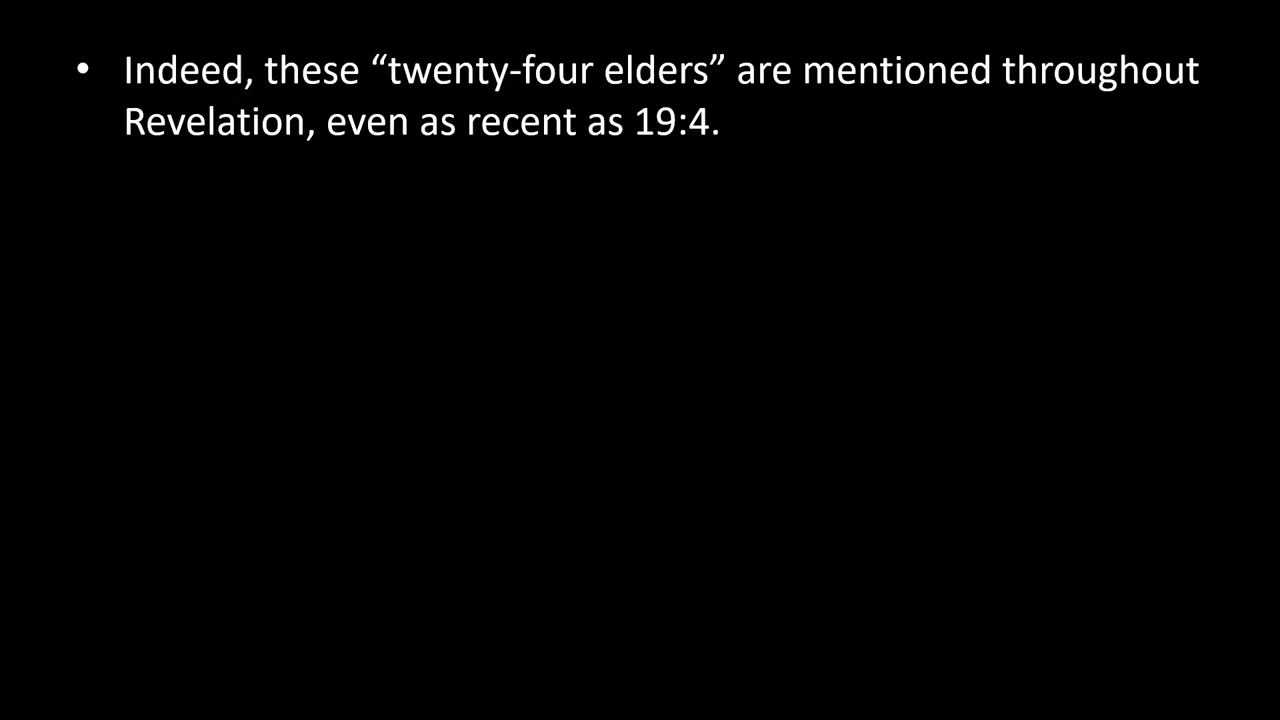 • Indeed, these “twenty-four elders” are mentioned throughout
Revelation, even as recent as 19:4.